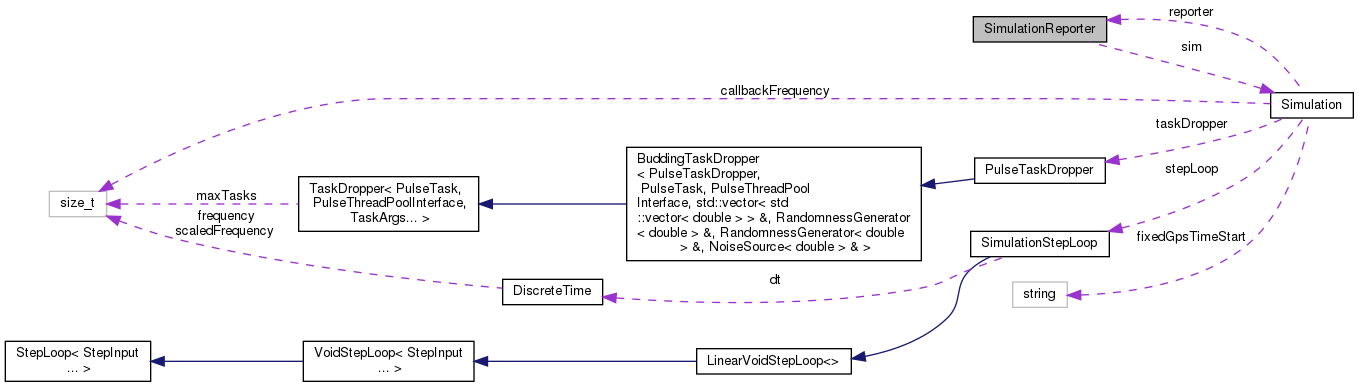 reporter
SimulationReporter
sim
callbackFrequency
Simulation
taskDropper
BuddingTaskDropper
< PulseTaskDropper,
PulseTask, PulseThreadPool
Interface, std::vector< std
::vector< double > > &, RandomnessGenerator
< double > &, RandomnessGenerator< double
> &, NoiseSource< double > & >
PulseTaskDopper
stepLoop
size_t
maxTasks
TaskDropper< PulseTask,
PulseThreadPoolInterface,
TaskArgs... >
frequency
scaledFrequency
SimulationStepLoop
fixedGpsTimeStart
dt
DiscreteTime
string
StepLoop< StepInput
... >
VoidStepLoop< StepInput
... >
LinearVoidStepLoop<>